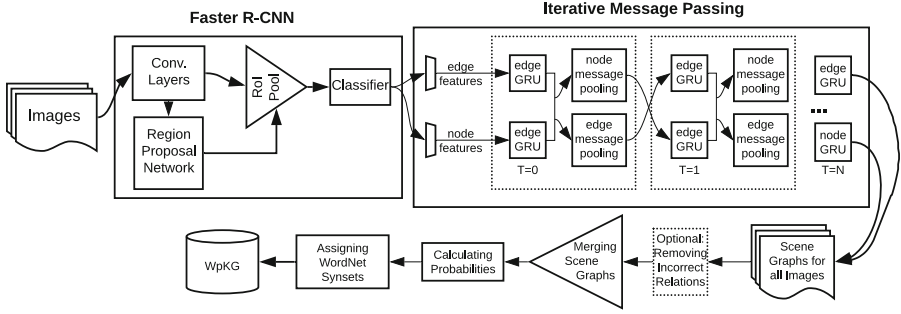 Faster R-CNN
Iterative Message Passing
Images
Conv.
Layers
Region
Proposal
Network
RoI
Pool
Classifier
edge
features
node
features
edge
GRU
edge
GRU
T=0
node
message
pooling
edge
message
pooling
edge
GRU
edge
GRU
T=1
node
message
pooling
edge
message
pooling
edge
GRU
...
node
GRU
T=N
WpKG
Assigning
WordNet
Synsets
Calculating
Probabilities
Merging
Scene
Graphs
Optional:
Removing
Incorrect
Relations
Scene
Graphs for
all Images